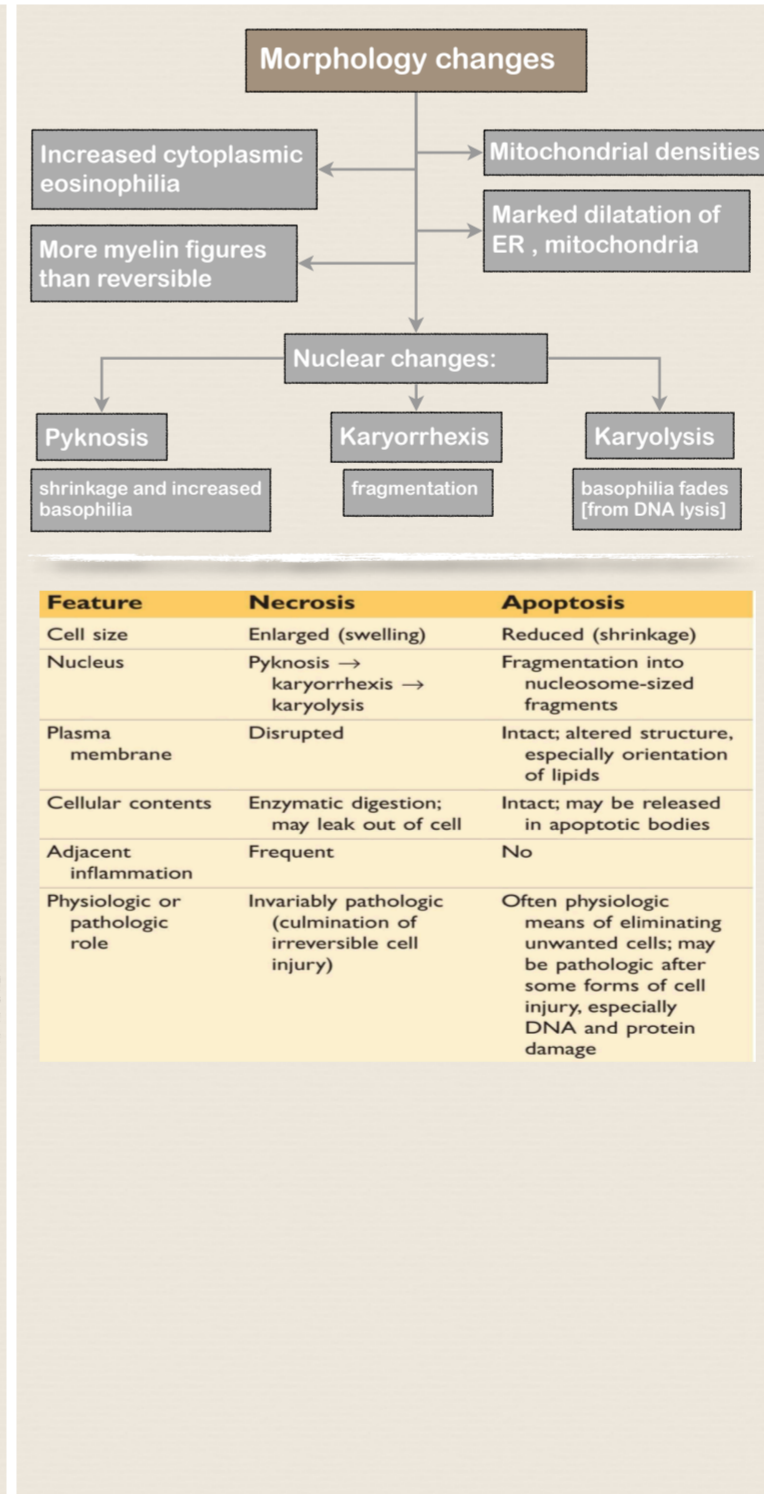 Morphology changes
Increased cytoplasmic
eosinophilia
Mitochondrial densities
More myelin figures
than reversible
Marked dilatation of
ER , mitochondria
Nuclear changes:
Pyknosis
shrinkage and increased
basophilia
Karyorrhexis
fragmentation
Karyolysis
basophilia fades
[from DNA lysis]
Feature Necrosis Apoptosis
Cell size Enlarged (swelling) Reduced (shrinkage)
Nucleus Pyknosis → Fragmentation into
karyorrhexis → nucleosome-sized
karyolysis fragments
Plasma Disrupted Intact; altered structure,
membrane especially orientation
of lipids
Cellular contents Enzymatic digestion; Intact; may be released
may leak out of cell in apoptotic bodies
Adjacent Frequent No
inflammation
Physiologic or Invariably pathologic Often physiologic
pathologic (culmination of means of eliminating
role irreversible cell unwanted cells; may
injury) be pathologic after
some forms of cell
injury, especially
DNA and protein
damage